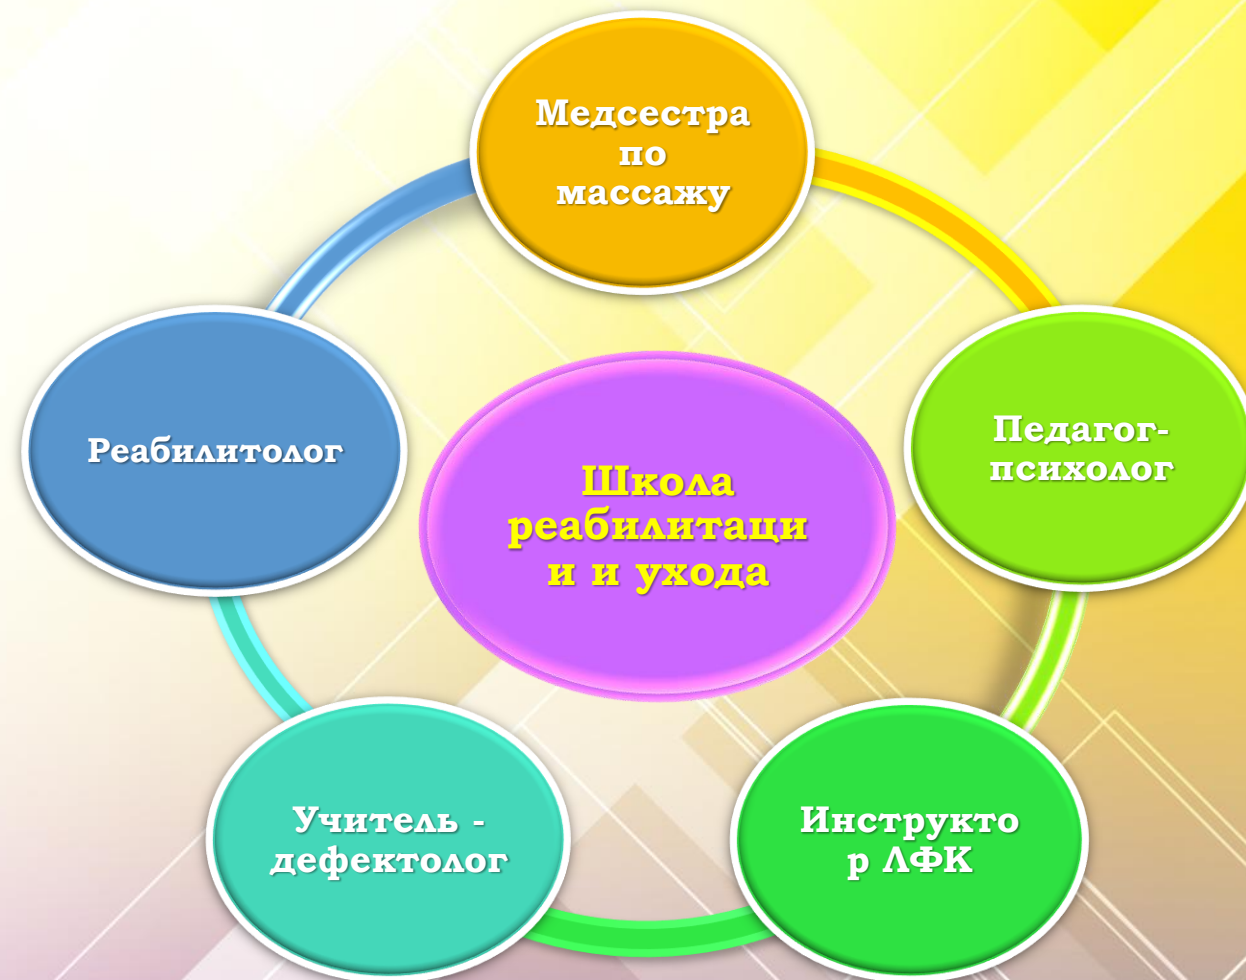 Медсестра
по
массажу
Педагог-
психолог
Инструкто
р ЛФК
Учитель -
дефектолог
Реабилитолог
Школа
реабилитаци
и и ухода